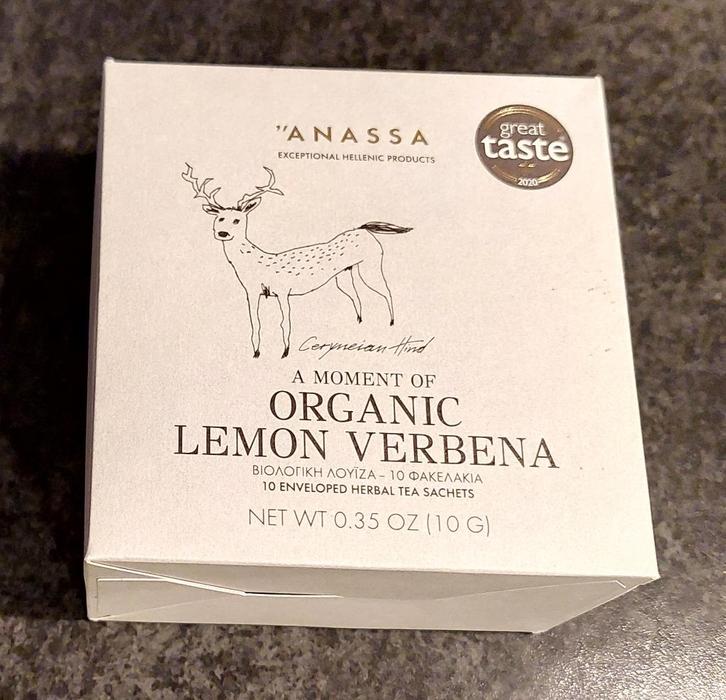 "ANASSA
EXCEPTIONAL HELLENIC PRODUCTS
great
taste
2020
Ceryneian Hind
A MOMENT OF
ORGANIC
LEMON VERBENA
ΒΙΟΛΟΓΙΚΗ ΛΟΥΪΖΑ – 10 ΦΑΚΕΛΑΚΙΑ
10 ENVELOPED HERBAL TEA SACHETS
NET WT 0.35 OZ (10 G)